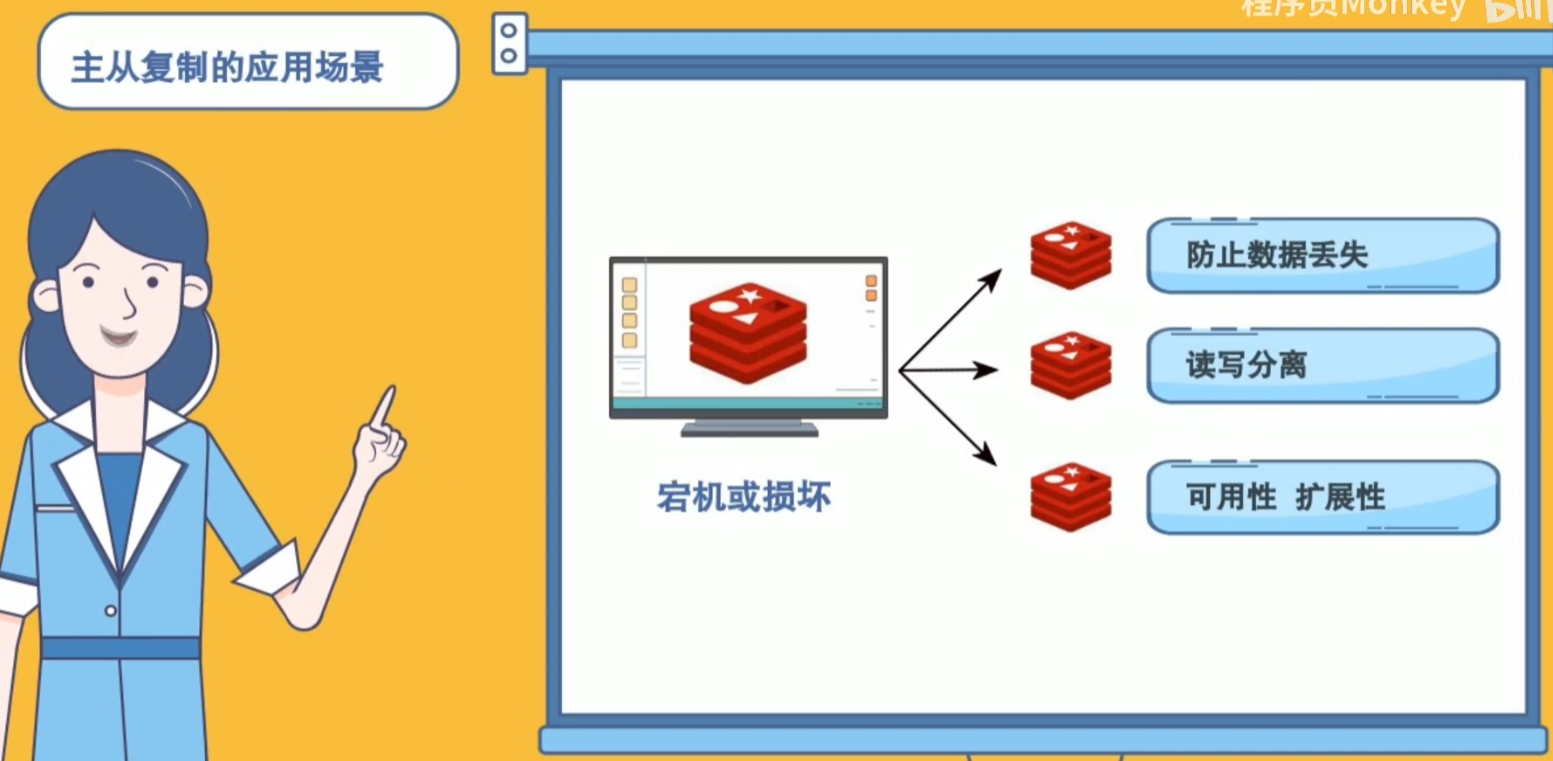 程序员Monkey
主从复制的应用场景
防止数据丢失
读写分离
宕机或损坏
可用性 扩展性